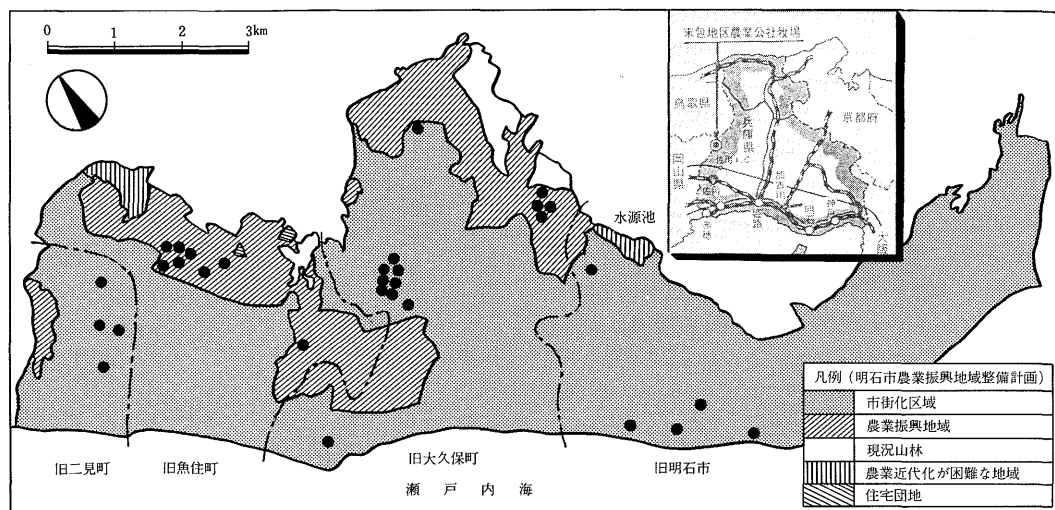 0 1 2 3km
末包地区農業公社牧場
鳥取県
兵庫県
京都府
岡山県
加古川
大阪
水源池
旧二見町
旧魚住町
旧大久保町
旧明石市
瀬戸内海
凡例(明石市農業振興地域整備計画)
市街化区域
農業振興地域
現況山林
農業近代化が困難な地域
住宅団地